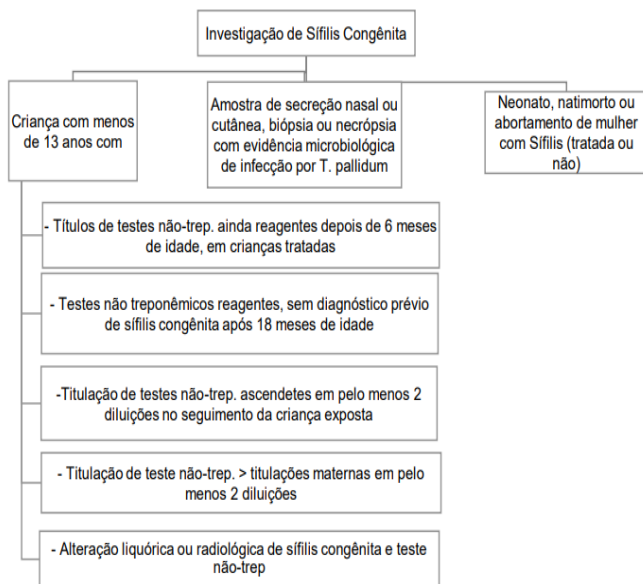 Investigação de Sífilis Congênita
Criança com menos
de 13 anos com
Amostra de secreção nasal ou
cutânea, biópsia ou necrópsia
com evidência microbiológica
de infecção por T. pallidum
Neonato, natimorto ou
abortamento de mulher
com Sífilis (tratada ou
não)
- Títulos de testes não-trep. ainda reagentes depois de 6 meses
de idade, em crianças tratadas
- Testes não treponêmicos reagentes, sem diagnóstico prévio
de sífilis congênita após 18 meses de idade
-Titulação de testes não-trep. ascendetes em pelo menos 2
diluições no seguimento da criança exposta
- Titulação de teste não-trep. > titulações maternas em pelo
menos 2 diluições
- Alteração liquórica ou radiológica de sífilis congênita e teste
não-trep